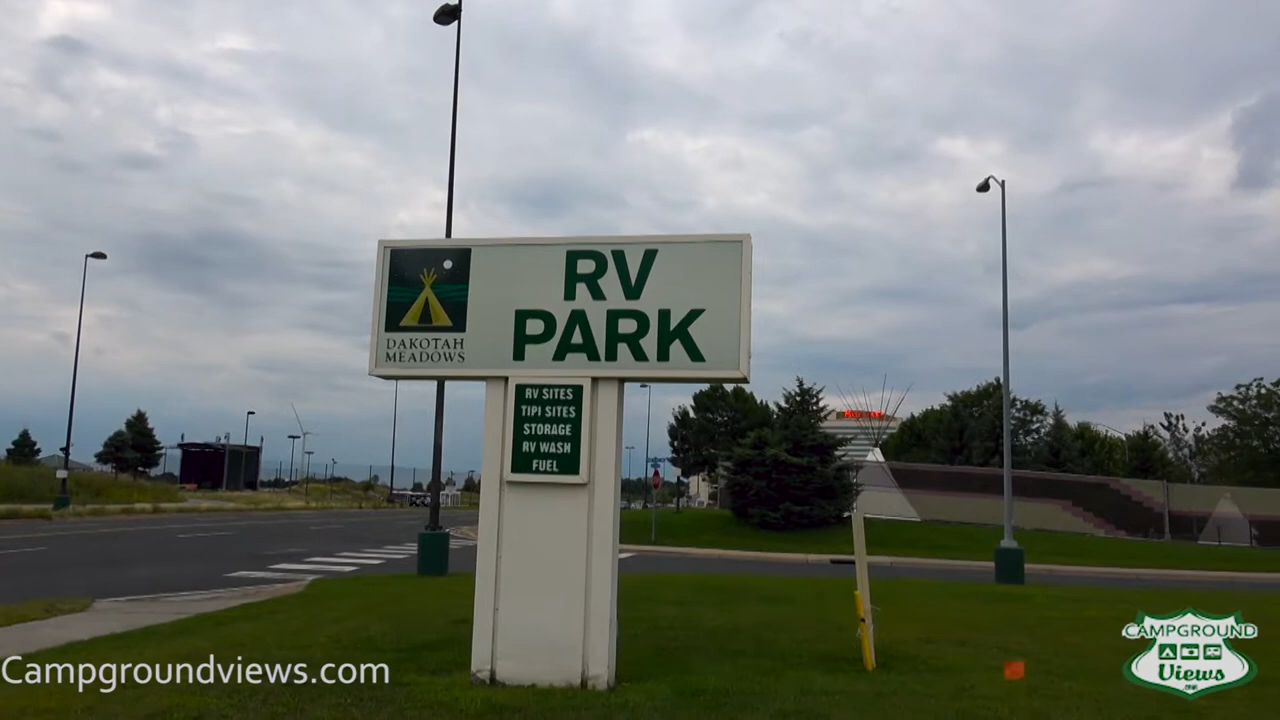 RV
PARK
DAKOTAH
MEADOWS
RV SITES
TIPI SITES
STORAGE
RV WASH
FUEL
Campgroundviews.com
CAMPGROUND
Views